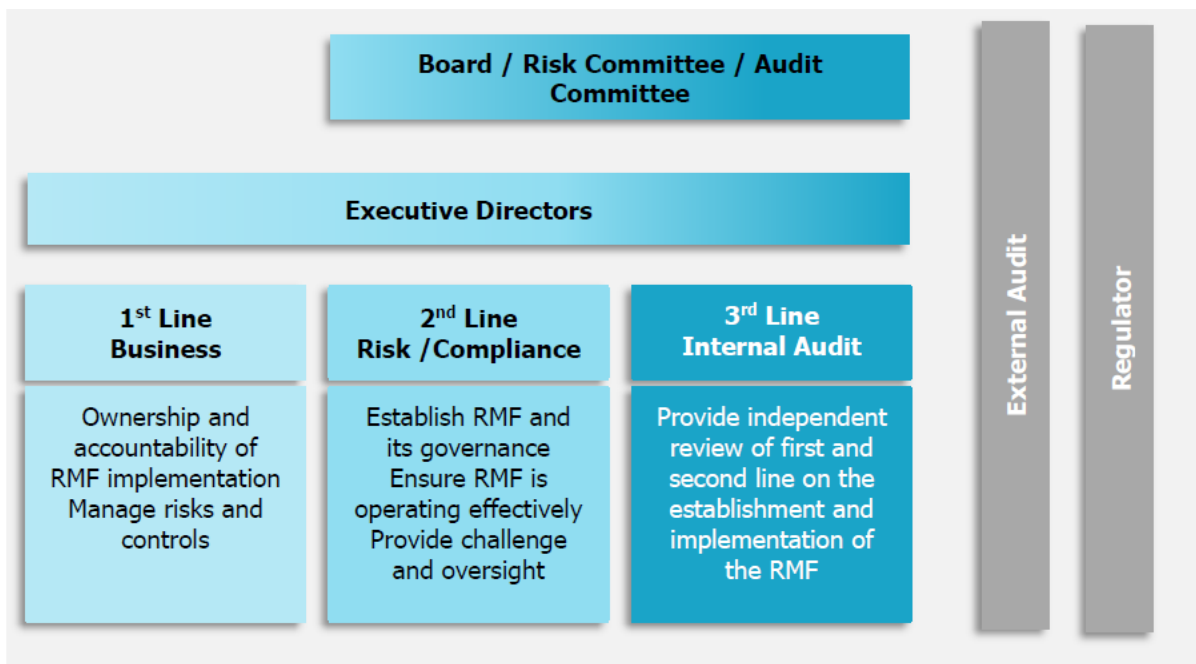 Board / Risk Committee / Audit
Committee
Executive Directors
1st Line
Business
2nd Line
Risk /Compliance
3rd Line
Internal Audit
Ownership and
accountability of
RMF implementation
Manage risks and
controls
Establish RMF and
its governance
Ensure RMF is
operating effectively
Provide challenge
and oversight
Provide independent
review of first and
second line on the
establishment and
implementation of
the RMF
External Audit
Regulator